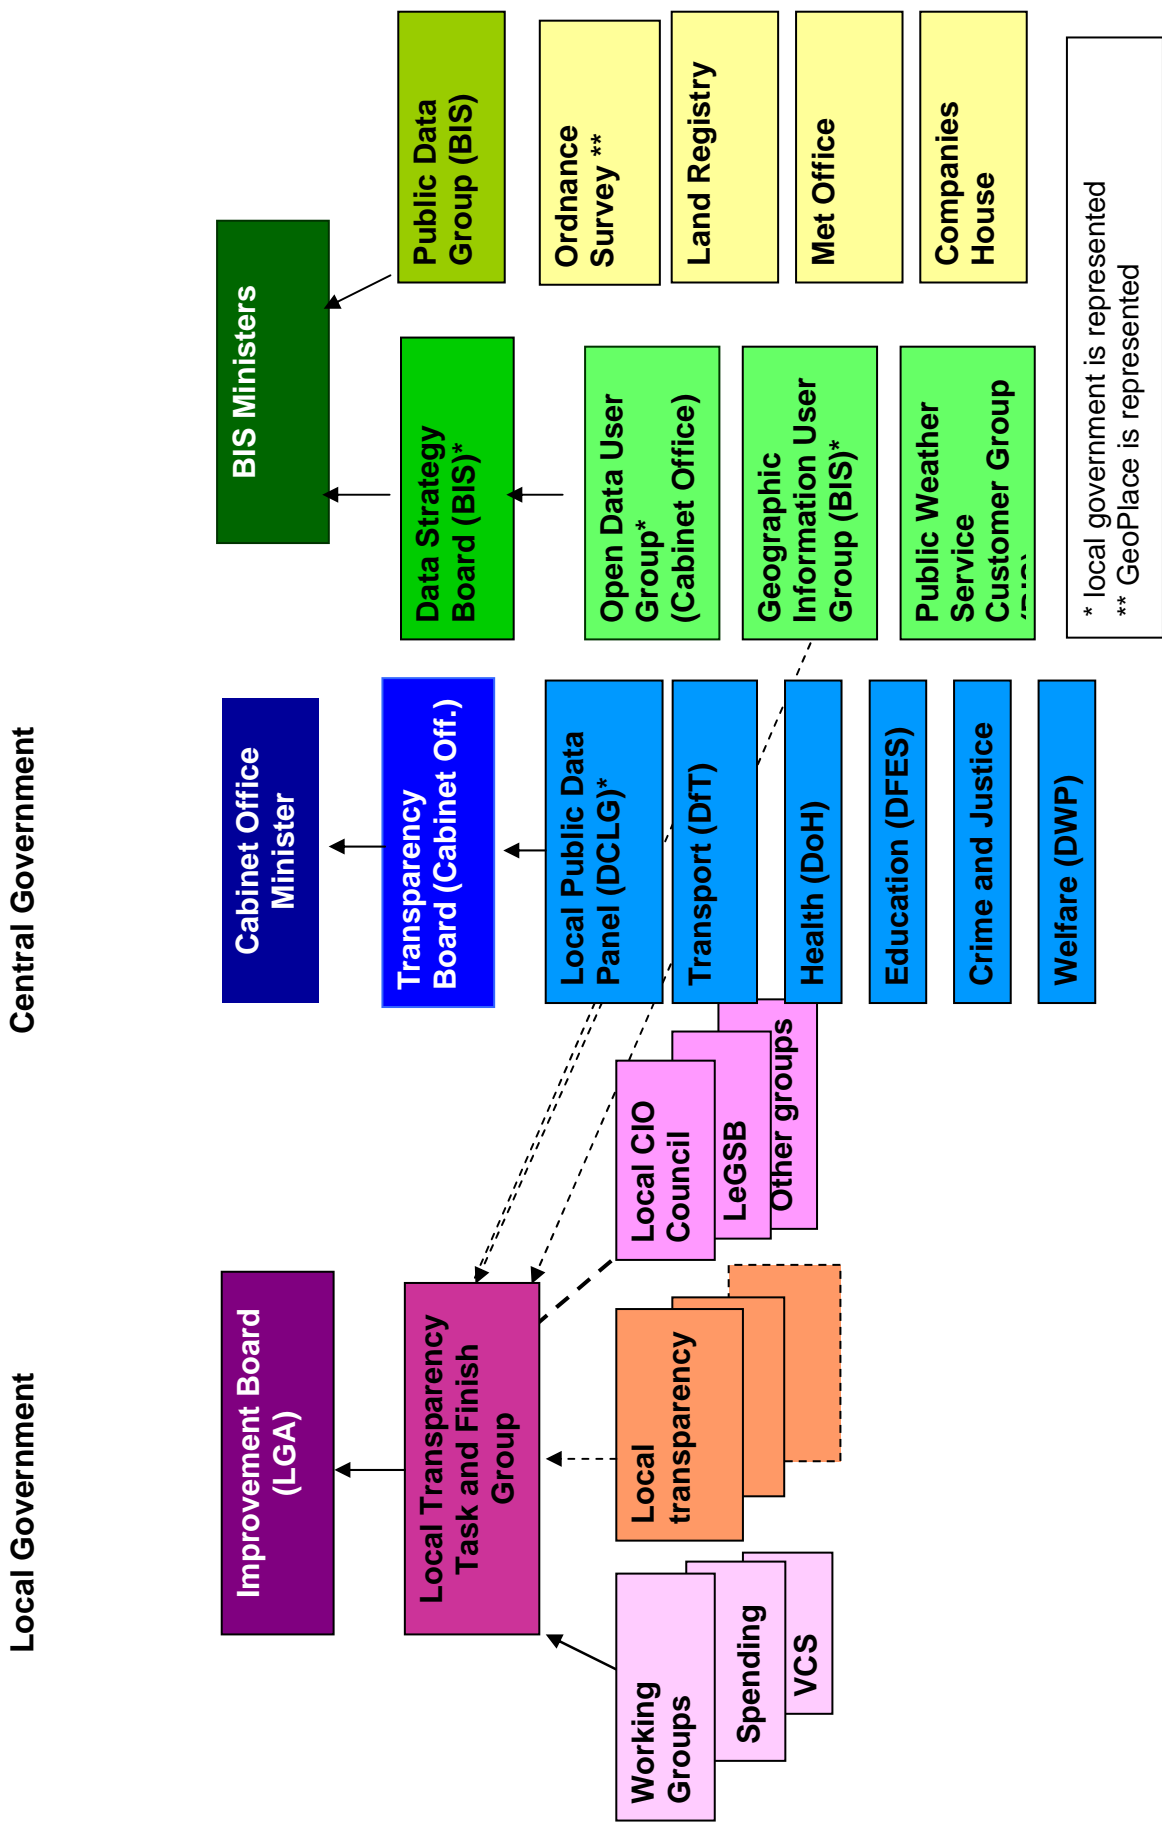 Local Government
Central Government
Improvement Board
(LGA)
Cabinet Office
Minister
BIS Ministers
Local Transparency
Task and Finish
Group
Transparency
Board (Cabinet Off.)
Data Strategy
Board (BIS)*
Public Data
Group (BIS)
Working
Groups
Spending
VCS
Local
transparency
Local CIO
Council
LeGSB
Other groups
Local Public Data
Panel (DCLG)*
Transport (DfT)
Health (DoH)
Education (DFES)
Crime and Justice
Welfare (DWP)
Open Data User
Group*
(Cabinet Office)
Geographic
Information User
Group (BIS)*
Public Weather
Service
Customer Group
Ordnance
Survey **
Land Registry
Met Office
Companies
House
* local government is represented
** GeoPlace is represented